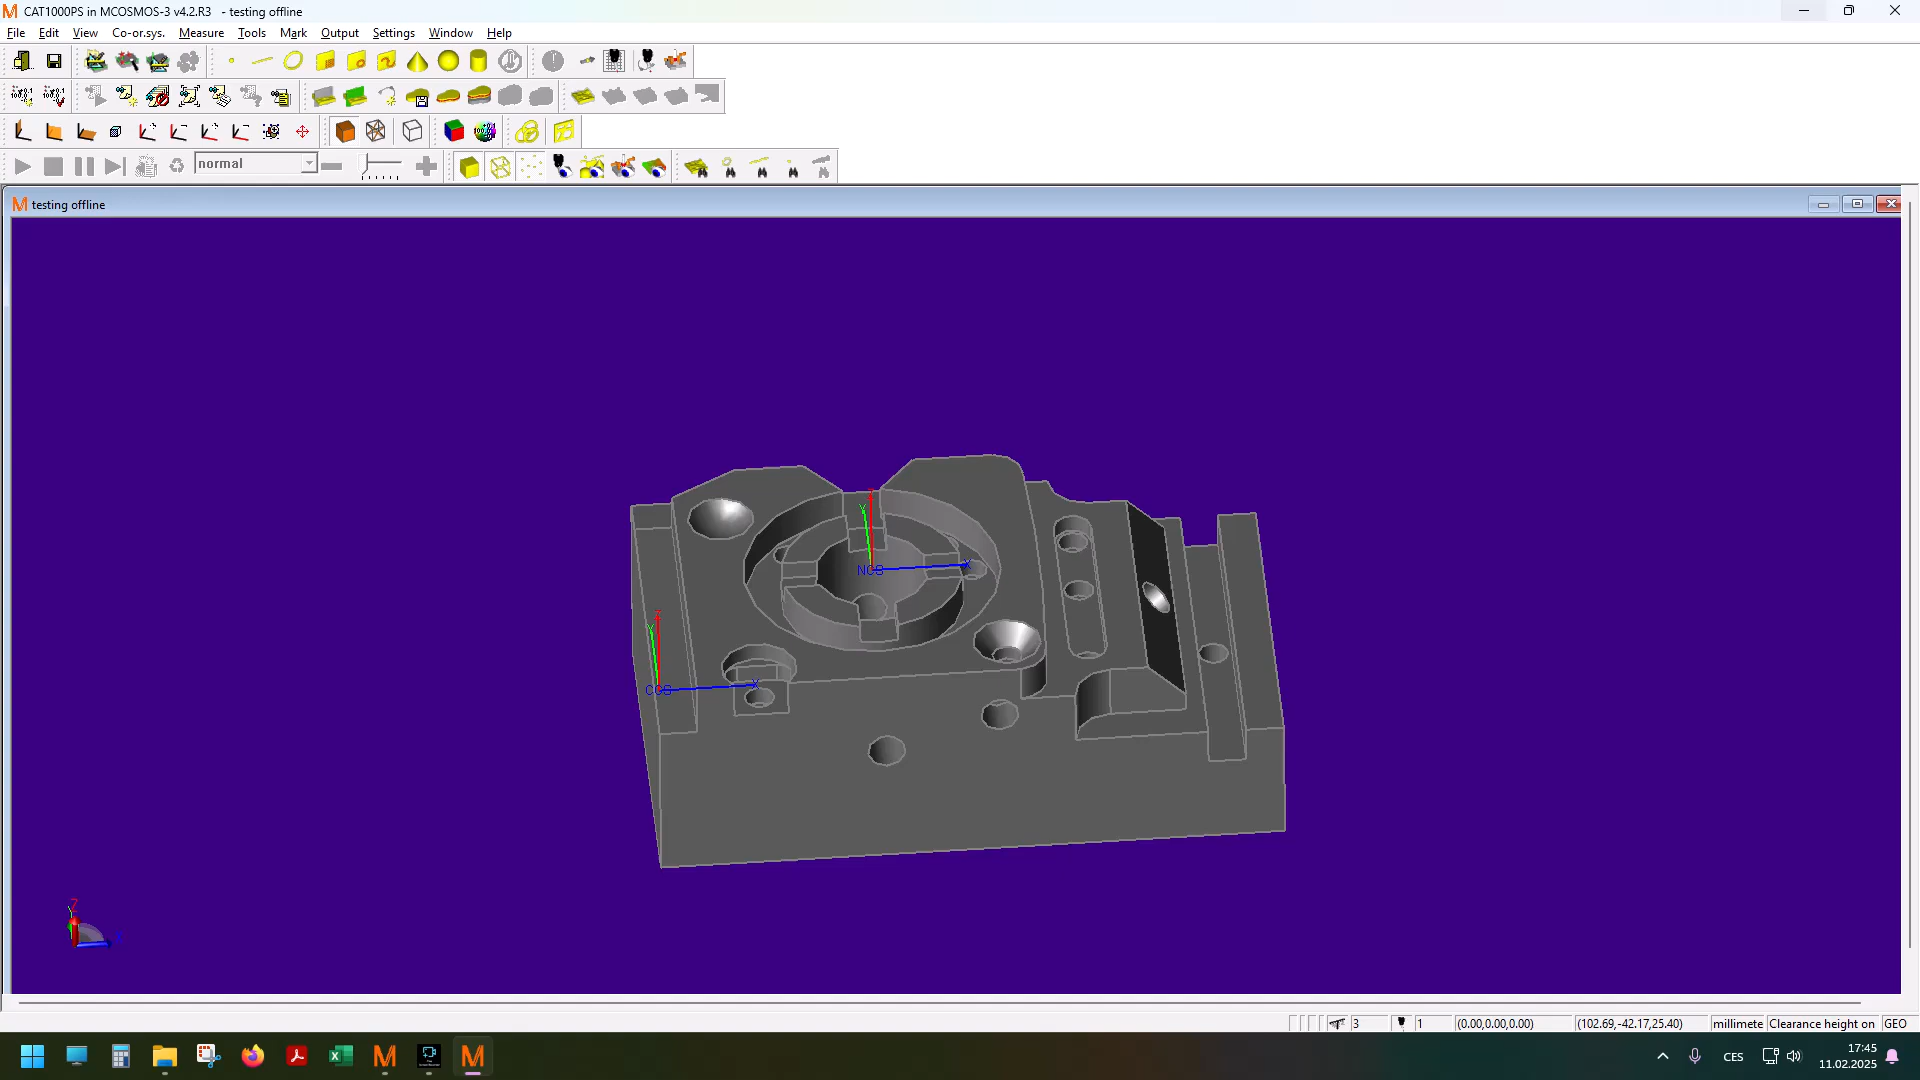 CAT1000PS in MCOSMOS-3 v4.2.R3   - testing offline
File Edit View Co-or.sys. Measure Tools Mark Output Settings Window Help
normal
testing offline
Z
Y
NCS
X
Z
Y
CCS
X
Z
3 1 (0.00,0.00,0.00) (102.69,-42.17,25.40) millimete Clearance height on GEO
CES
17:45
11.02.2025